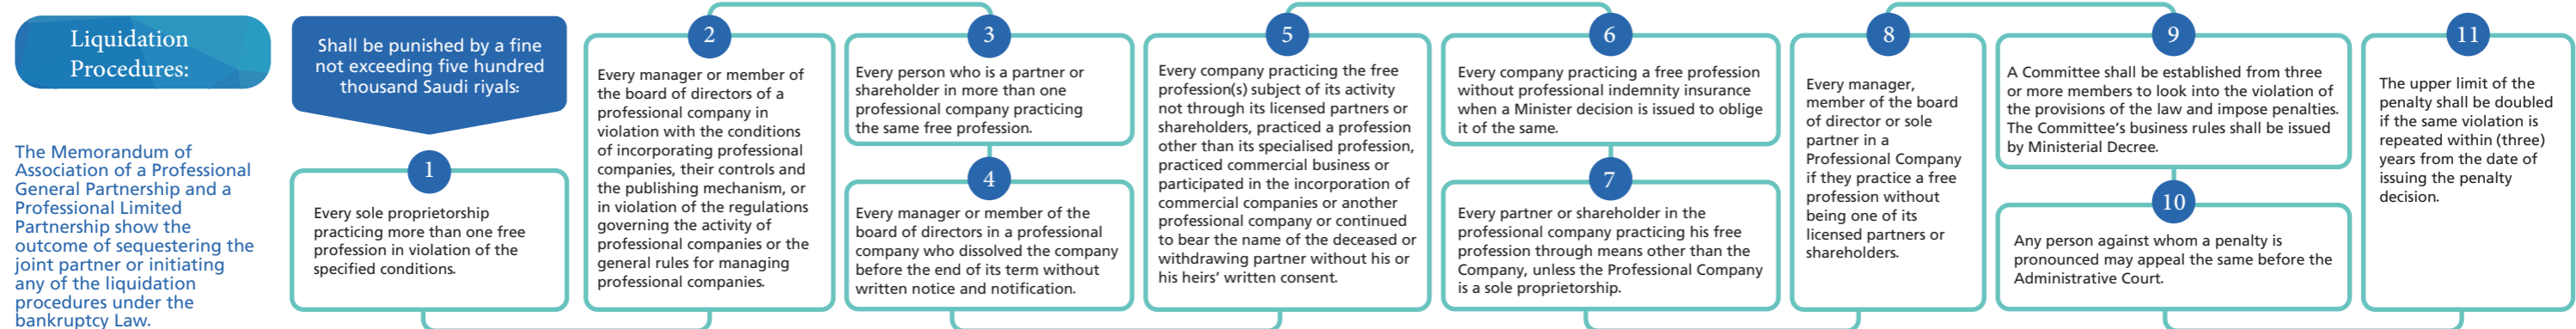 Liquidation
Procedures:
The Memorandum of
Association of a Professional
General Partnership and a
Professional Limited
Partnership show the
outcome of sequestering the
joint partner or initiating
any of the liquidation
procedures under the
bankruptcy Law.
Shall be punished by a fine
not exceeding five hundred
thousand Saudi riyals:
1
Every sole proprietorship
practicing more than one free
profession in violation of the
specified conditions.
2
Every manager or member of
the board of directors of a
professional company in
violation with the conditions
of incorporating professional
companies, their controls and
the publishing mechanism, or
in violation of the regulations
governing the activity of
professional companies or the
general rules for managing
professional companies.
3
Every person who is a partner or
shareholder in more than one
professional company practicing
the same free profession.
4
Every manager or member of the
board of directors in a professional
company who dissolved the company
before the end of its term without
written notice and notification.
5
Every company practicing the free
profession(s) subject of its activity
not through its licensed partners or
shareholders, practiced a profession
other than its specialised profession,
practiced commercial business or
participated in the incorporation of
commercial companies or another
professional company or continued
to bear the name of the deceased or
withdrawing partner without his or
his heirs’ written consent.
6
Every company practicing a free profession
without professional indemnity insurance
when a Minister decision is issued to oblige
it of the same.
7
Every partner or shareholder in the
professional company practicing his free
profession through means other than the
Company, unless the Professional Company
is a sole proprietorship.
8
Every manager,
member of the board
of director or sole
partner in a
Professional Company
if they practice a free
profession without
being one of its
licensed partners or
shareholders.
9
A Committee shall be established from three
or more members to look into the violation of
the provisions of the law and impose penalties.
The Committee’s business rules shall be issued
by Ministerial Decree.
10
Any person against whom a penalty is
pronounced may appeal the same before the
Administrative Court.
11
The upper limit of the
penalty shall be doubled
if the same violation is
repeated within (three)
years from the date of
issuing the penalty
decision.